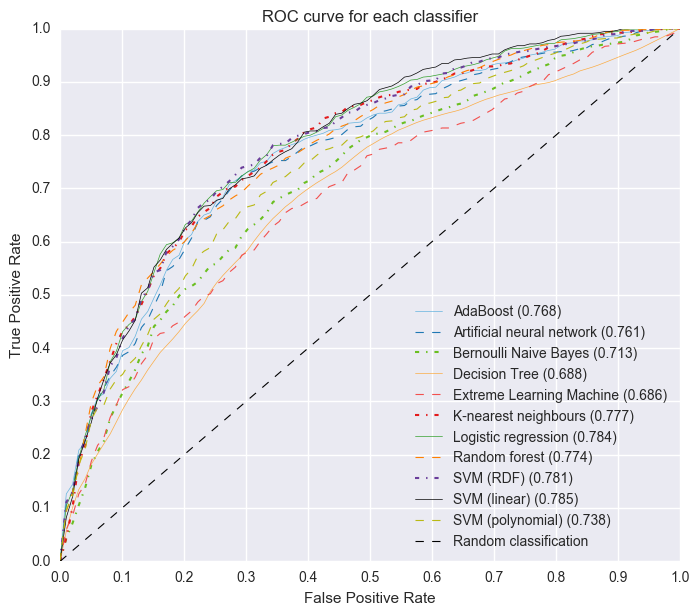 ROC curve for each classifier
1.0
0.9
0.8
0.7
0.6
0.5
0.4
0.3
0.2
0.1
0.0
True Positive Rate
AdaBoost (0.768)
Artificial neural network (0.761)
Bernoulli Naive Bayes (0.713)
Decision Tree (0.688)
Extreme Learning Machine (0.686)
K-nearest neighbours (0.777)
Logistic regression (0.784)
Random forest (0.774)
SVM (RDF) (0.781)
SVM (linear) (0.785)
SVM (polynomial) (0.738)
Random classification
0.0 0.1 0.2 0.3 0.4 0.5 0.6 0.7 0.8 0.9 1.0
False Positive Rate